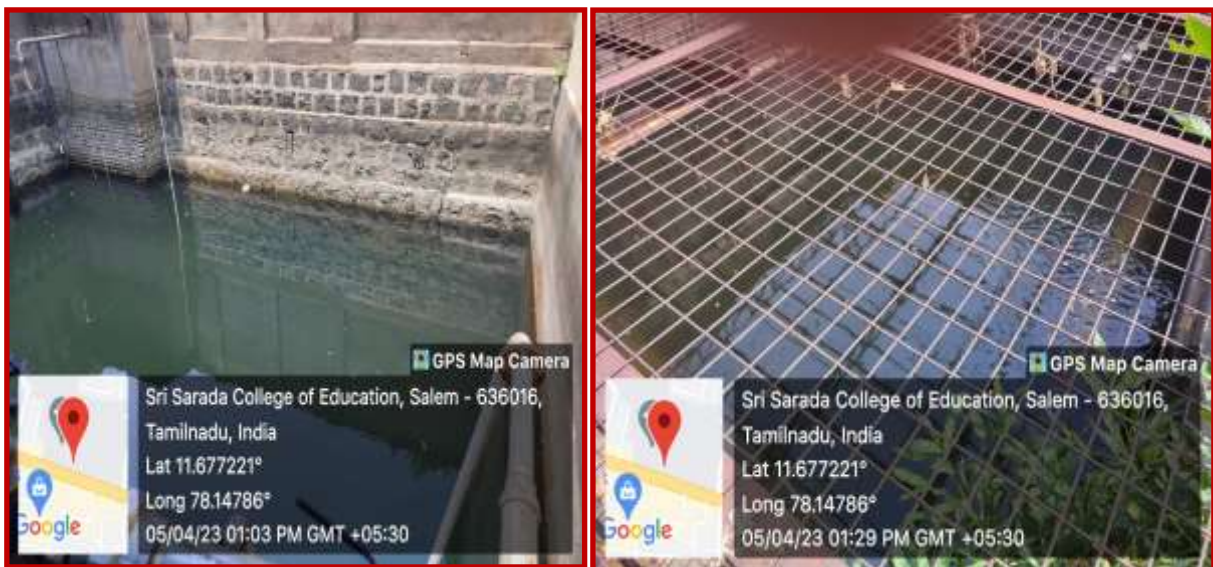 GPS Map Camera
Sri Sarada College of Education, Salem - 636016,
Tamilnadu, India
Lat 11.677221°
Long 78.14786°
05/04/23 01:03 PM GMT +05:30
Google
GPS Map Camera
Sri Sarada College of Education, Salem - 636016,
Tamilnadu, India
Lat 11.677221°
Long 78.14786°
05/04/23 01:29 PM GMT +05:30
Google